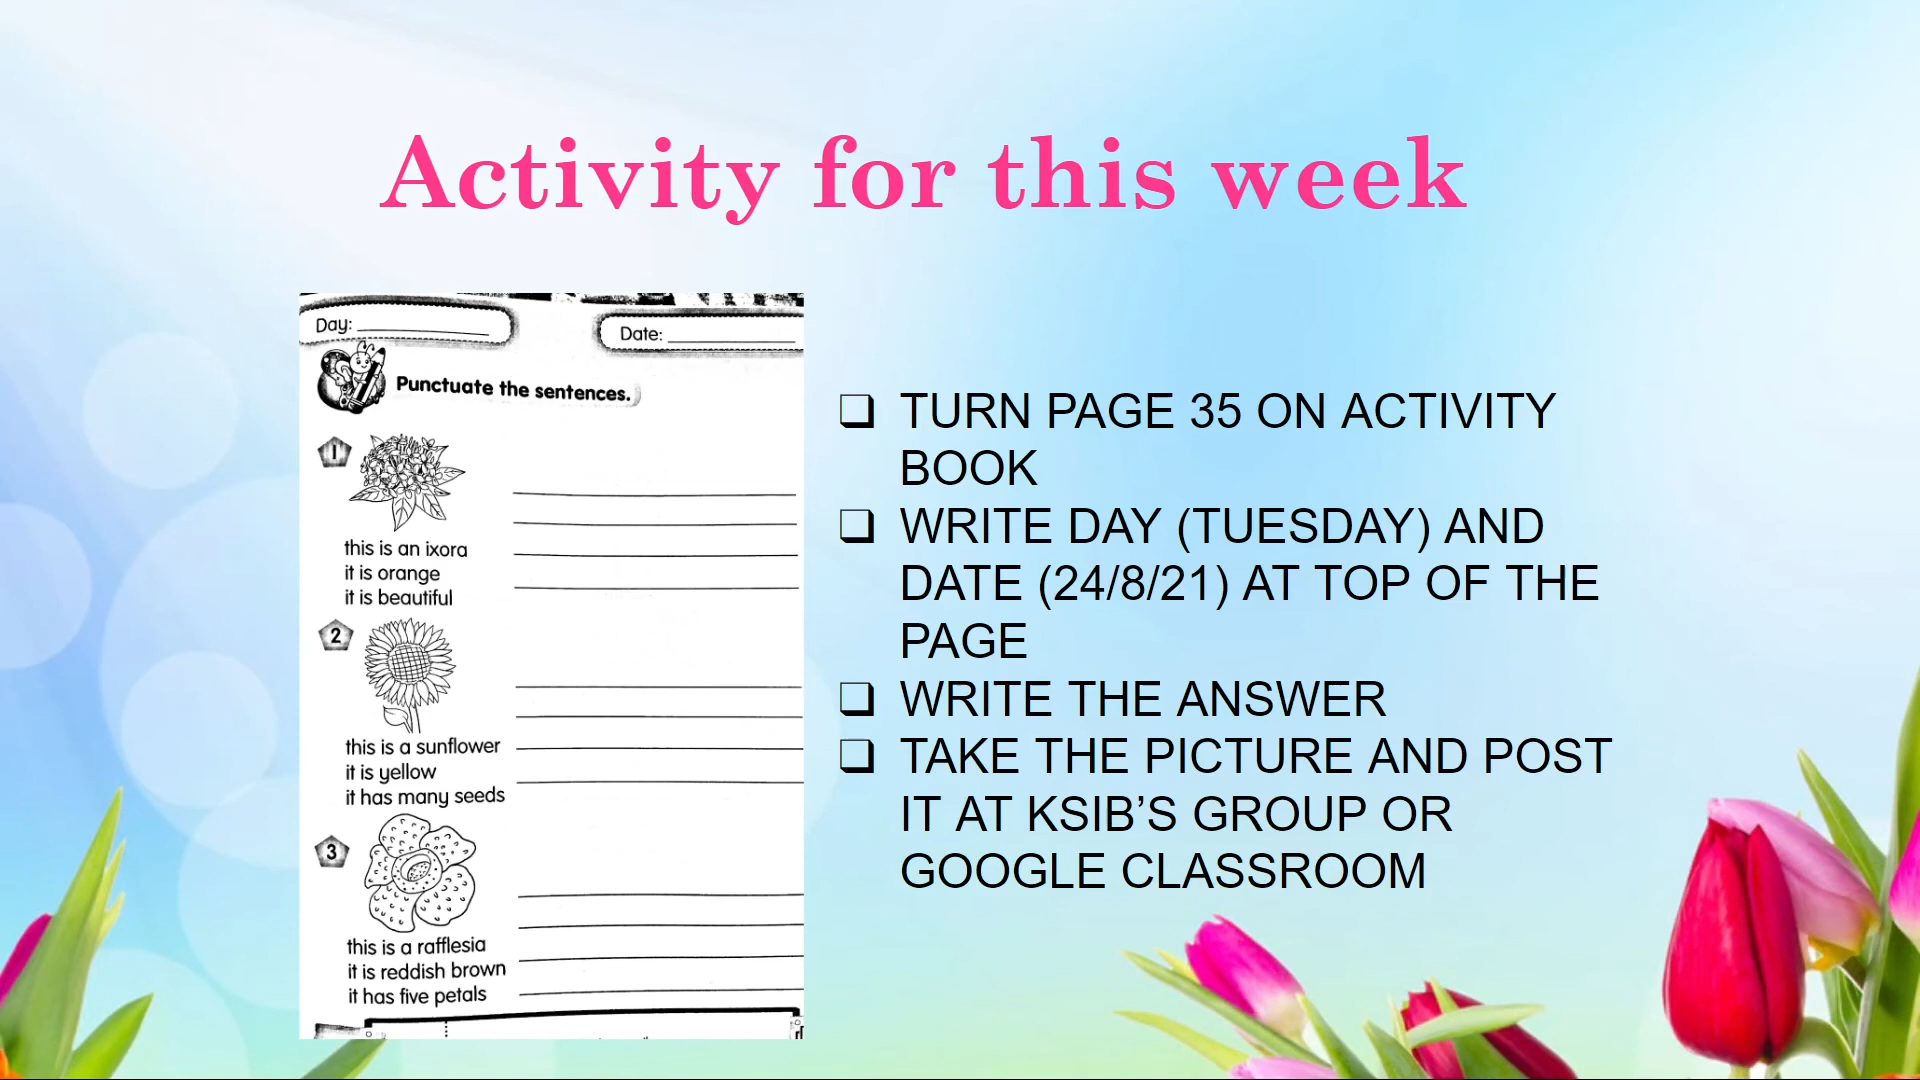 Activity for this week
Day:
Date:
Punctuate the sentences.
1
this is an ixora
it is orange
it is beautiful
2
this is a sunflower
it is yellow
it has many seeds
3
this is a rafflesia
it is reddish brown
it has five petals
TURN PAGE 35 ON ACTIVITY
BOOK
WRITE DAY (TUESDAY) AND
DATE (24/8/21) AT TOP OF THE
PAGE
WRITE THE ANSWER
TAKE THE PICTURE AND POST
IT AT KSIB’S GROUP OR
GOOGLE CLASSROOM